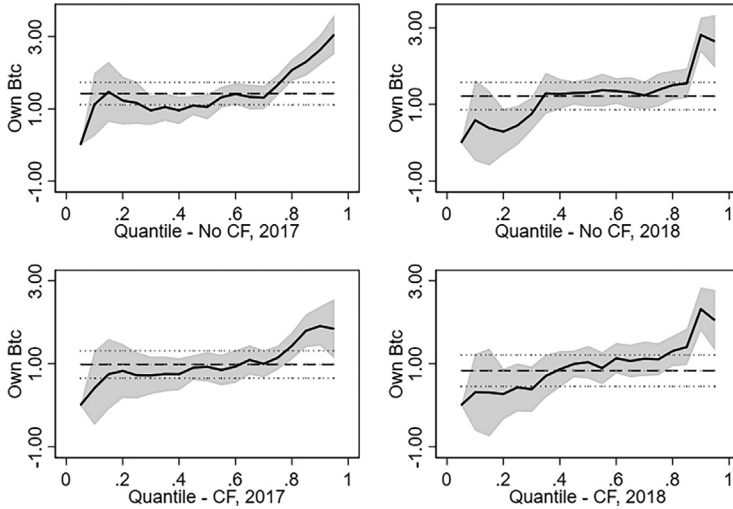 Own Btc
3.00
1.00
-1.00
0 .2 .4 .6 .8 1
Quantile - No CF, 2017
Own Btc
3.00
1.00
-1.00
0 .2 .4 .6 .8 1
Quantile - No CF, 2018
Own Btc
3.00
1.00
-1.00
0 .2 .4 .6 .8 1
Quantile - CF, 2017
Own Btc
3.00
1.00
-1.00
0 .2 .4 .6 .8 1
Quantile - CF, 2018